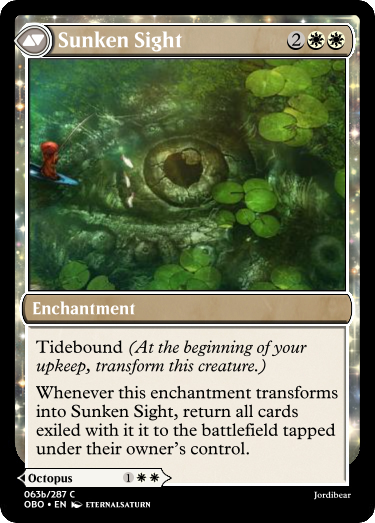 Sunken Sight 2
Enchantment
Tidebound (At the beginning of your
upkeep, transform this creature.)
Whenever this enchantment transforms
into Sunken Sight, return all cards
exiled with it it to the battlefield tapped
under their owner's control.
Octopus 1
063b/287 C
OBO • EN ETERNALSATURN
Jordibear